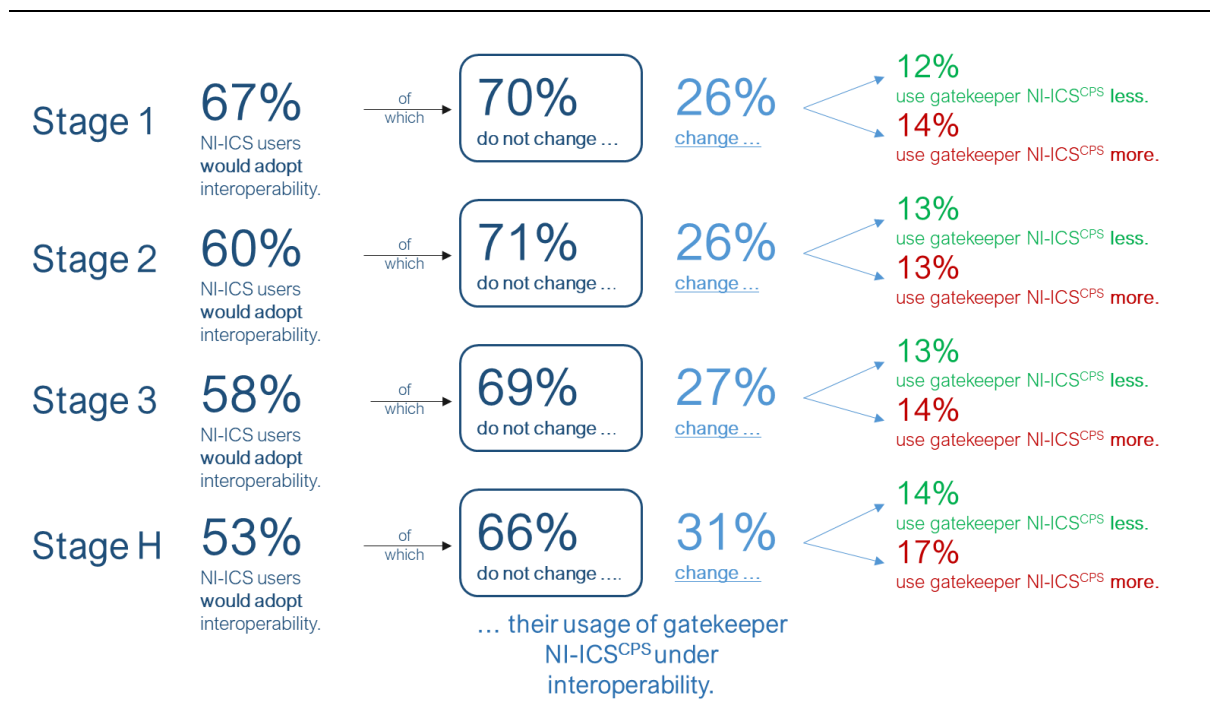 Stage 1
67%
NI-ICS users
would adopt
interoperability.
of
which
70%
do not change ...
26%
change ...
12%
use gatekeeper NI-ICSCPS less.
14%
use gatekeeper NI-ICSCPS more.
Stage 2
60%
NI-ICS users
would adopt
interoperability.
of
which
71%
do not change ...
26%
change ...
13%
use gatekeeper NI-ICSCPS less.
13%
use gatekeeper NI-ICSCPS more.
Stage 3
58%
NI-ICS users
would adopt
interoperability.
of
which
69%
do not change ...
27%
change ...
13%
use gatekeeper NI-ICSCPS less.
14%
use gatekeeper NI-ICSCPS more.
Stage H
53%
NI-ICS users
would adopt
interoperability.
of
which
66%
do not change ....
31%
change ...
14%
use gatekeeper NI-ICSCPS less.
17%
use gatekeeper NI-ICSCPS more.
... their usage of gatekeeper
NI-ICSCPS under
interoperability.